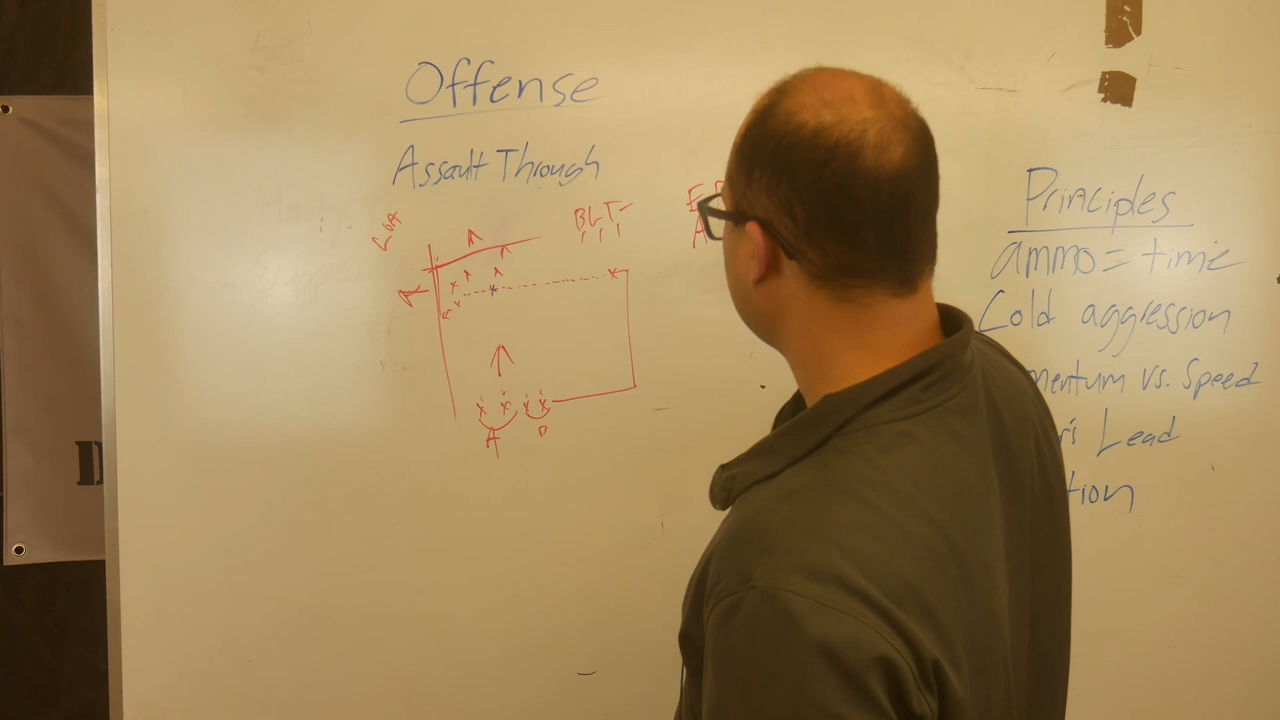 Offense
Assault Through
LOA
BLT-
A
Principles
ammo = time
Cold aggression
mentum vs. Speed
r's Lead
tion